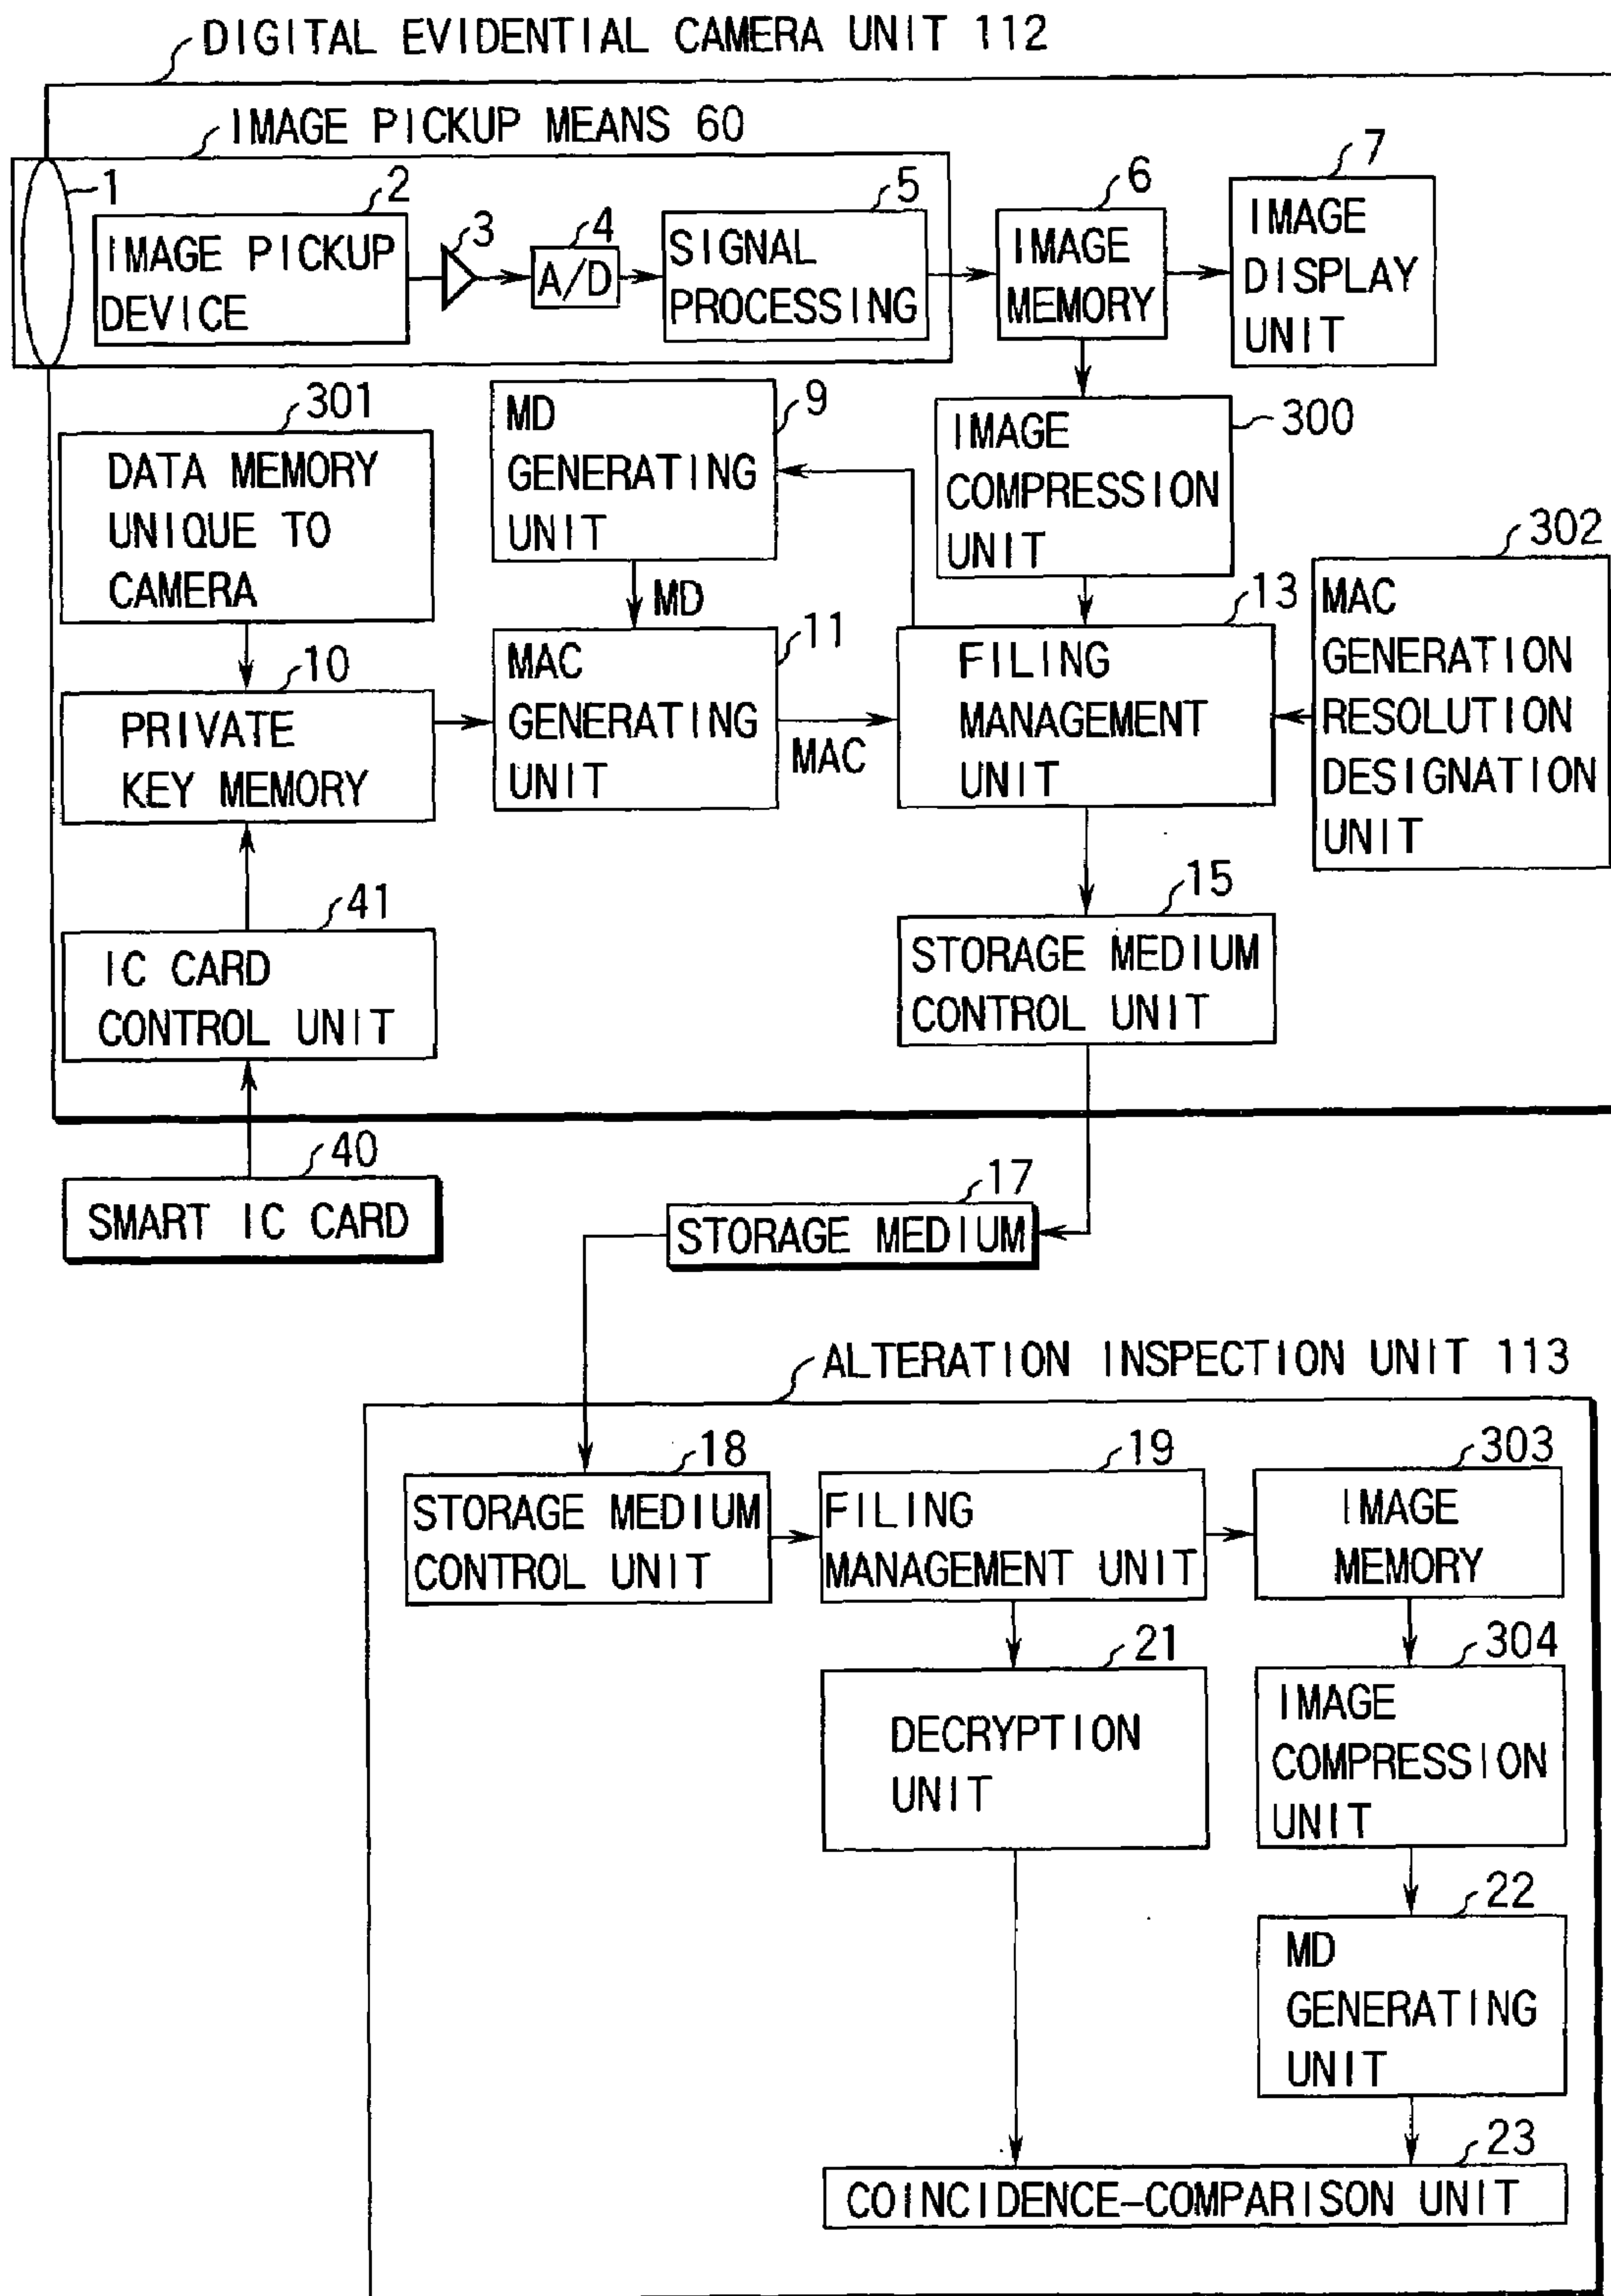 DIGITAL EVIDENTIAL CAMERA UNIT 112
IMAGE PICKUP MEANS 60
1
2
IMAGE PICKUP
DEVICE
3
4
A/D
5
SIGNAL
PROCESSING
6
IMAGE
MEMORY
7
IMAGE
DISPLAY
UNIT
301
DATA MEMORY
UNIQUE TO
CAMERA
9
MD
GENERATING
UNIT
MD
300
IMAGE
COMPRESSION
UNIT
302
MAC
GENERATION
RESOLUTION
DESIGNATION
UNIT
10
PRIVATE
KEY MEMORY
11
MAC
GENERATING
UNIT
MAC
13
FILING
MANAGEMENT
UNIT
41
IC CARD
CONTROL UNIT
15
STORAGE MEDIUM
CONTROL UNIT
40
SMART IC CARD
17
STORAGE MEDIUM
ALTERATION INSPECTION UNIT 113
18
STORAGE MEDIUM
CONTROL UNIT
19
FILING
MANAGEMENT UNIT
303
IMAGE
MEMORY
21
DECRYPTION
UNIT
304
IMAGE
COMPRESSION
UNIT
22
MD
GENERATING
UNIT
23
COINCIDENCE-COMPARISON UNIT